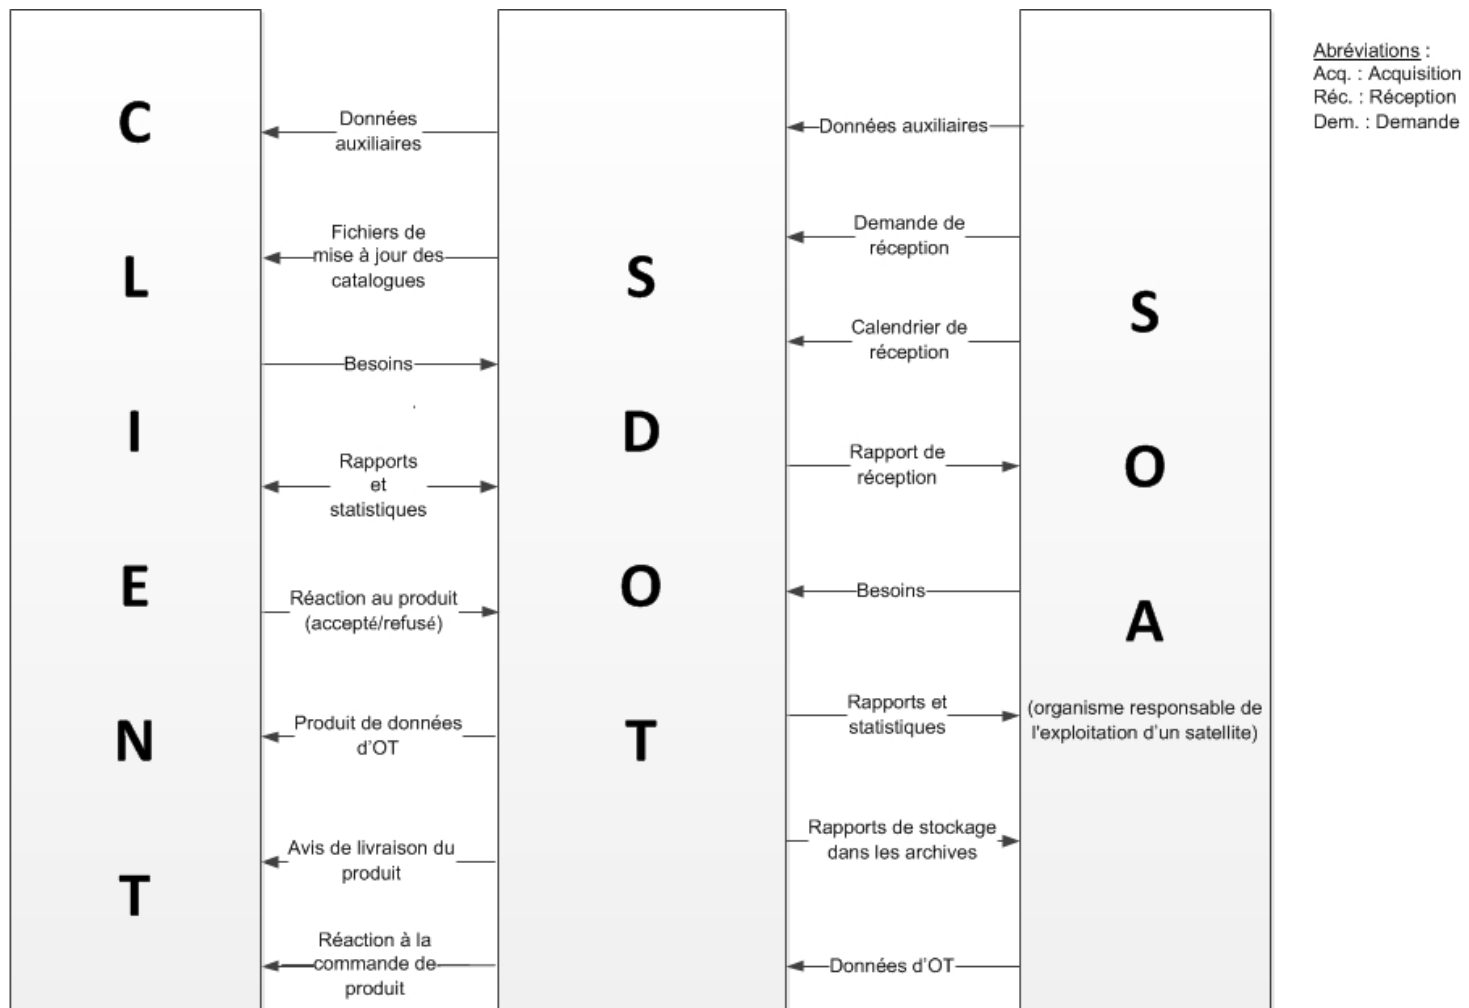 CLIENT
Données
auxiliaires
Fichiers de
mise à jour des
catalogues
Besoins
Rapports
et
statistiques
Réaction au produit
(accepté/refusé)
Produit de données
d'OT
Avis de livraison du
produit
Réaction à la
commande de
produit
SDOT
Données auxiliaires
Demande de
réception
Calendrier de
réception
Rapport de
réception
Besoins
Rapports et
statistiques
Rapports de stockage
dans les archives
Données d'OT
SOA
(organisme responsable de
l'exploitation d'un satellite)
Abréviations :
Acq. : Acquisition
Réc. : Réception
Dem. : Demande